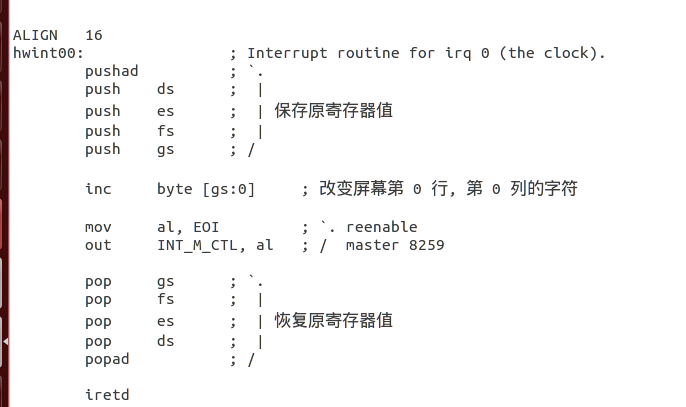 ALIGN   16
hwint00:                ; Interrupt routine for irq 0 (the clock).
        pushad          ; `.
        push    ds      ;  |
        push    es      ;  | 保存原寄存器值
        push    fs      ;  |
        push    gs      ; /
        inc     byte [gs:0]     ; 改变屏幕第 0 行, 第 0 列的字符
        mov     al, EOI         ; `. reenable
        out     INT_M_CTL, al   ; /  master 8259
        pop     gs      ; `.
        pop     fs      ;  |
        pop     es      ;  | 恢复原寄存器值
        pop     ds      ;  |
        popad           ; /
        iretd